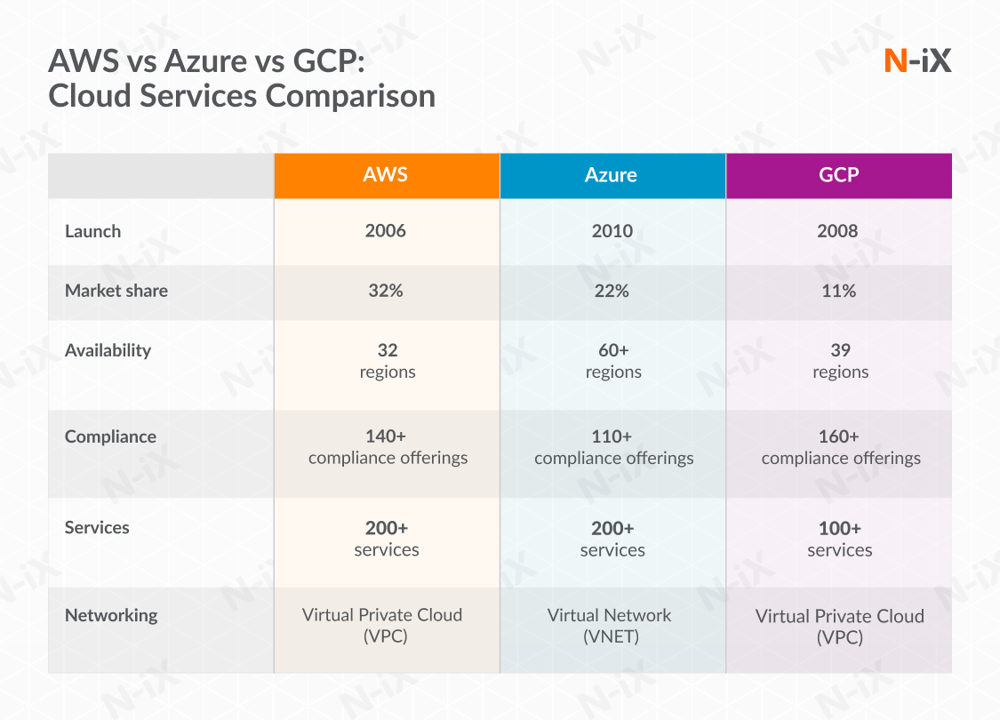 AWS vs Azure vs GCP:
Cloud Services Comparison
N-iX
AWS Azure GCP
Launch 2006 2010 2008
Market share 32% 22% 11%
Availability 32 60+ 39
regions regions regions
Compliance 140+ 110+ 160+
compliance offerings compliance offerings compliance offerings
Services 200+ 200+ 100+
services services services
Networking Virtual Private Cloud Virtual Network Virtual Private Cloud
(VPC) (VNET) (VPC)